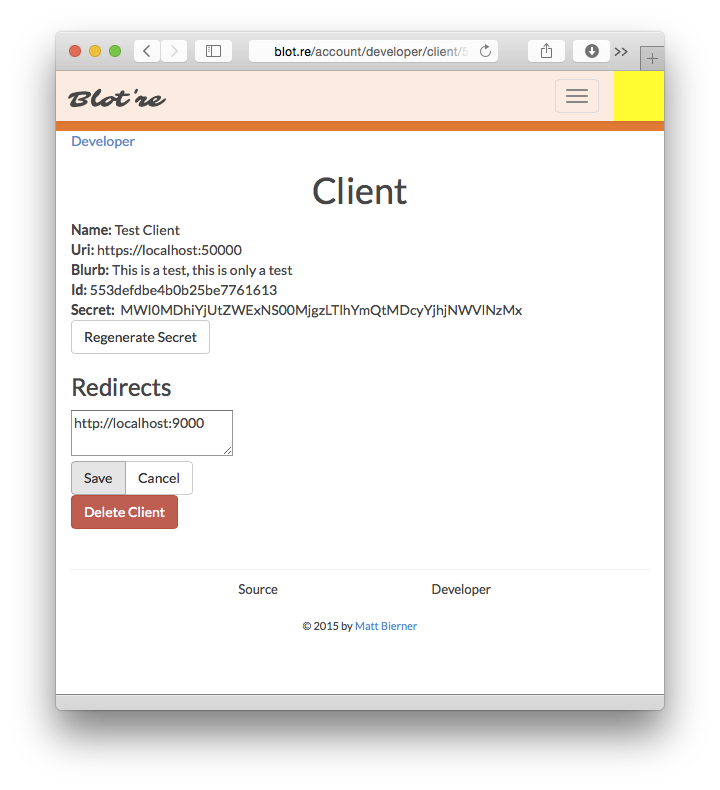 blot.re/account/developer/client/5
Blot're
Developer
Client
Name: Test Client
Uri: https://localhost:50000
Blurb: This is a test, this is only a test
Id: 553defdbe4b0b25be7761613
Secret: MWI0MDhiYjUtZWExNS00MjgzLTlhYmQtMDcyYjhjNWVlNzMx
Regenerate Secret
Redirects
http://localhost:9000
Save Cancel
Delete Client
Source Developer
© 2015 by Matt Bierner